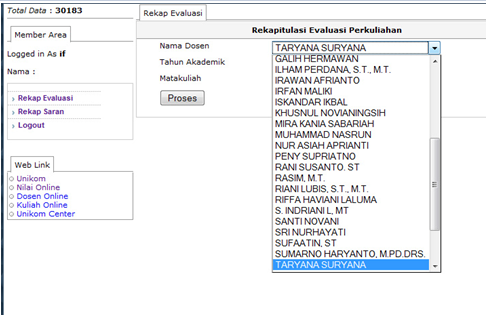 Total Data : 30183
Member Area
Logged in As if
Nama :
Rekap Evaluasi
Rekap Saran
Logout
Web Link
Unikom
Nilai Online
Dosen Online
Kuliah Online
Unikom Center
Rekap Evaluasi
Rekapitulasi Evaluasi Perkuliahan
Nama Dosen
TARYANA SURYANA
Tahun Akademik
Matakuliah
Proses
GALIH HERMAWAN
ILHAM PERDANA, S.T., M.T.
IRAWAN AFRIANTO
IRFAN MALIKI
ISKANDAR IKBAL
KHUSNUL NOVIANINGSIH
MIRA KANIA SABARIAH
MUHAMMAD NASRUN
NUR ASIAH APRIANTI
PENY SUPRIATNO
RANI SUSANTO. ST
RASIM, M.T.
RIANI LUBIS, S.T., M.T.
RIFFA HAVIANI LALUMA
S. INDRIANI L, MT
SANTI NOVANI
SRI NURHAYATI
SUFAATIN, ST
SUMARNO HARYANTO, M.PD.DRS.
TARYANA SURYANA